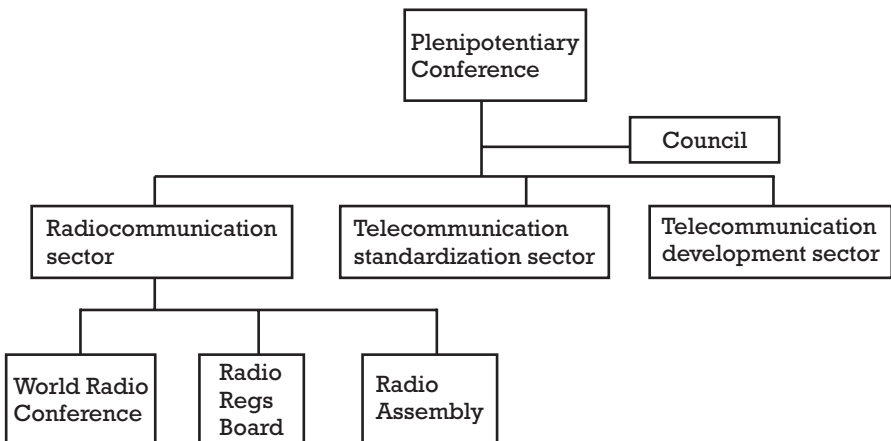 Plenipotentiary
Conference
Council
Radiocommunication
sector
Telecommunication
standardization sector
Telecommunication
development sector
World Radio
Conference
Radio
Regs
Board
Radio
Assembly